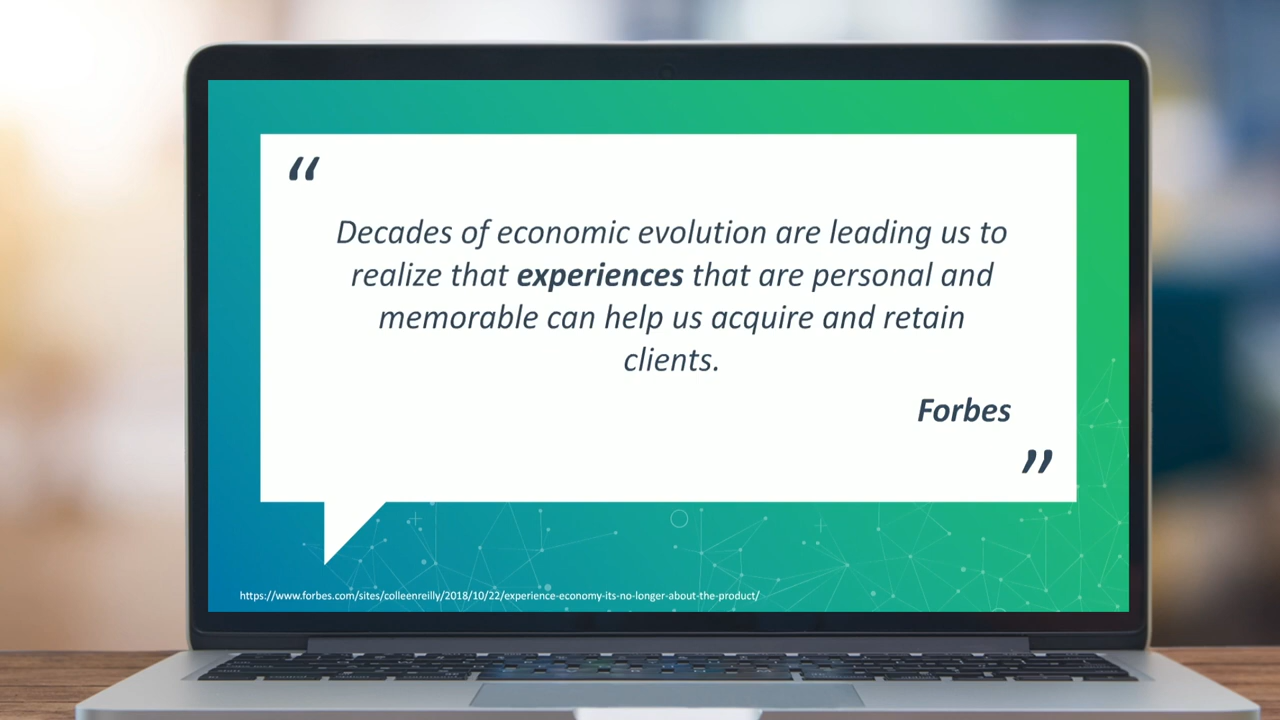 “
Decades of economic evolution are leading us to
realize that experiences that are personal and
memorable can help us acquire and retain
clients.
Forbes
”
https://www.forbes.com/sites/colleenreilly/2018/10/22/experience-economy-its-no-longer-about-the-product/